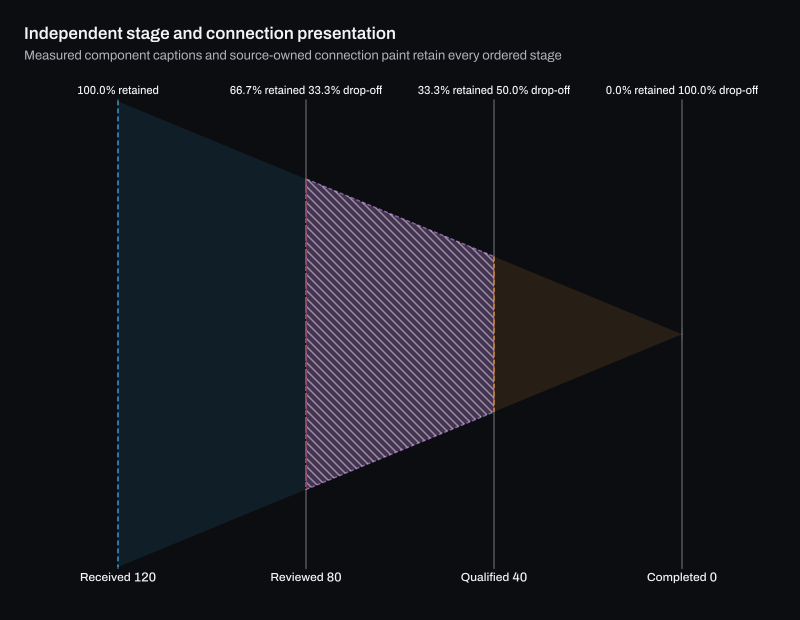 Independent stage and connection presentation
Measured component captions and source-owned connection paint retain every ordered stage
100.0% retained
66.7% retained 33.3% drop-off
33.3% retained 50.0% drop-off
0.0% retained 100.0% drop-off
Received 120
Reviewed 80
Qualified 40
Completed 0